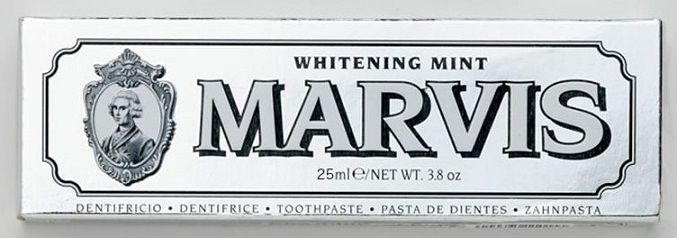 WHITENING MINT
MARVIS
25ml ℮/NET WT. 3.8 oz
DENTIFRICIO • DENTIFRICE • TOOTHPASTE • PASTA DE DIENTES • ZAHNPASTA